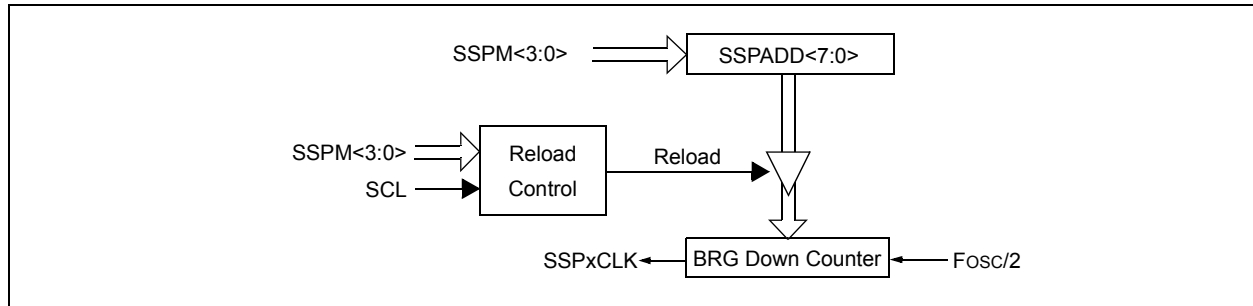 SSPM<3:0>
SSPADD<7:0>
SSPM<3:0>
SCL
Reload
Control
Reload
SSPxCLK
BRG Down Counter
FOSC/2